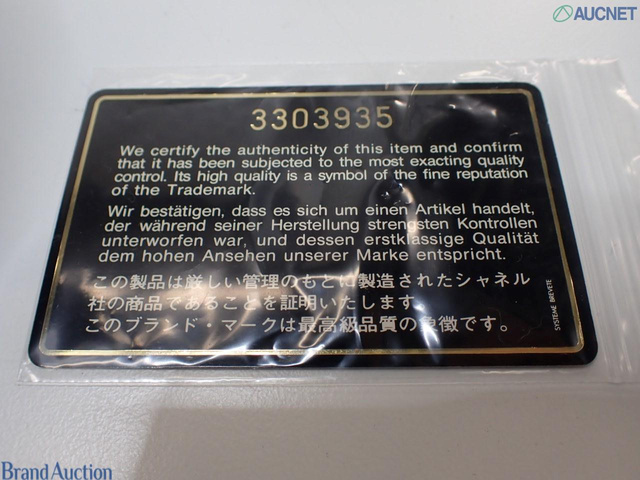 AUCNET
3303935
We certify the authenticity of this item and confirm
that it has been subjected to the most exacting quality
control. Its high quality is a symbol of the fine reputation
of the Trademark.
Wir bestätigen, dass es sich um einen Artikel handelt,
der während seiner Herstellung strengsten Kontrollen
unterworfen war, und dessen erstklassige Qualität
dem hohen Ansehen unserer Marke entspricht.
この製品は厳しい管理のもとに製造されたシャネル
社の商品であることを証明いたします。
このブランド・マークは最高級品質の象徴です。
SYSTEME BREVETE
Brand Auction